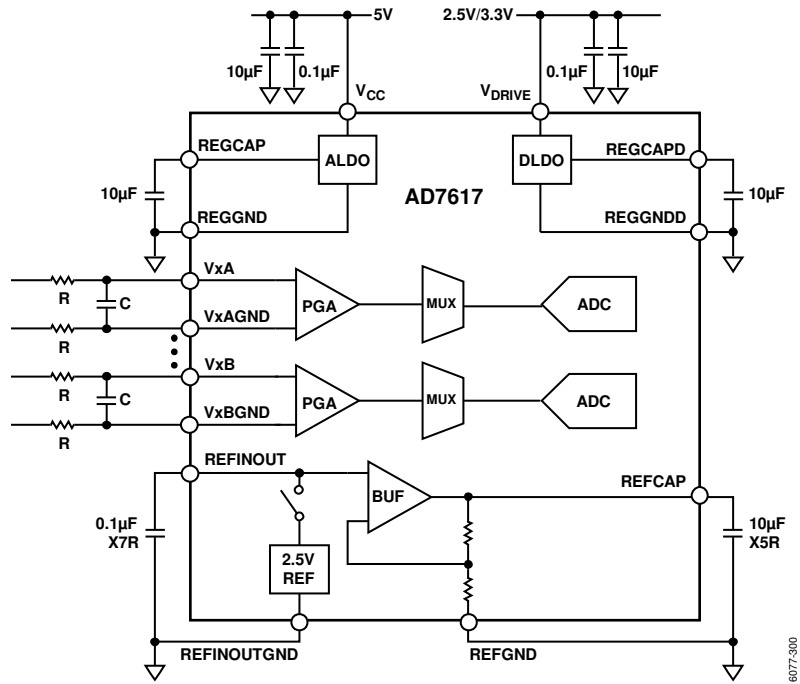 5V
2.5V/3.3V
10µF
0.1µF
0.1µF
10µF
VCC
VDRIVE
REGCAP
ALDO
DLDO
REGCAPD
10µF
AD7617
10µF
REGGND
REGGNDD
VxA
R
C
PGA
MUX
ADC
VxAGND
R
VxB
R
C
PGA
MUX
ADC
VxBGND
R
REFINOUT
REFCAP
BUF
0.1µF
X7R
10µF
X5R
2.5V
REF
REFINOUTGND
REFGND
6077-300